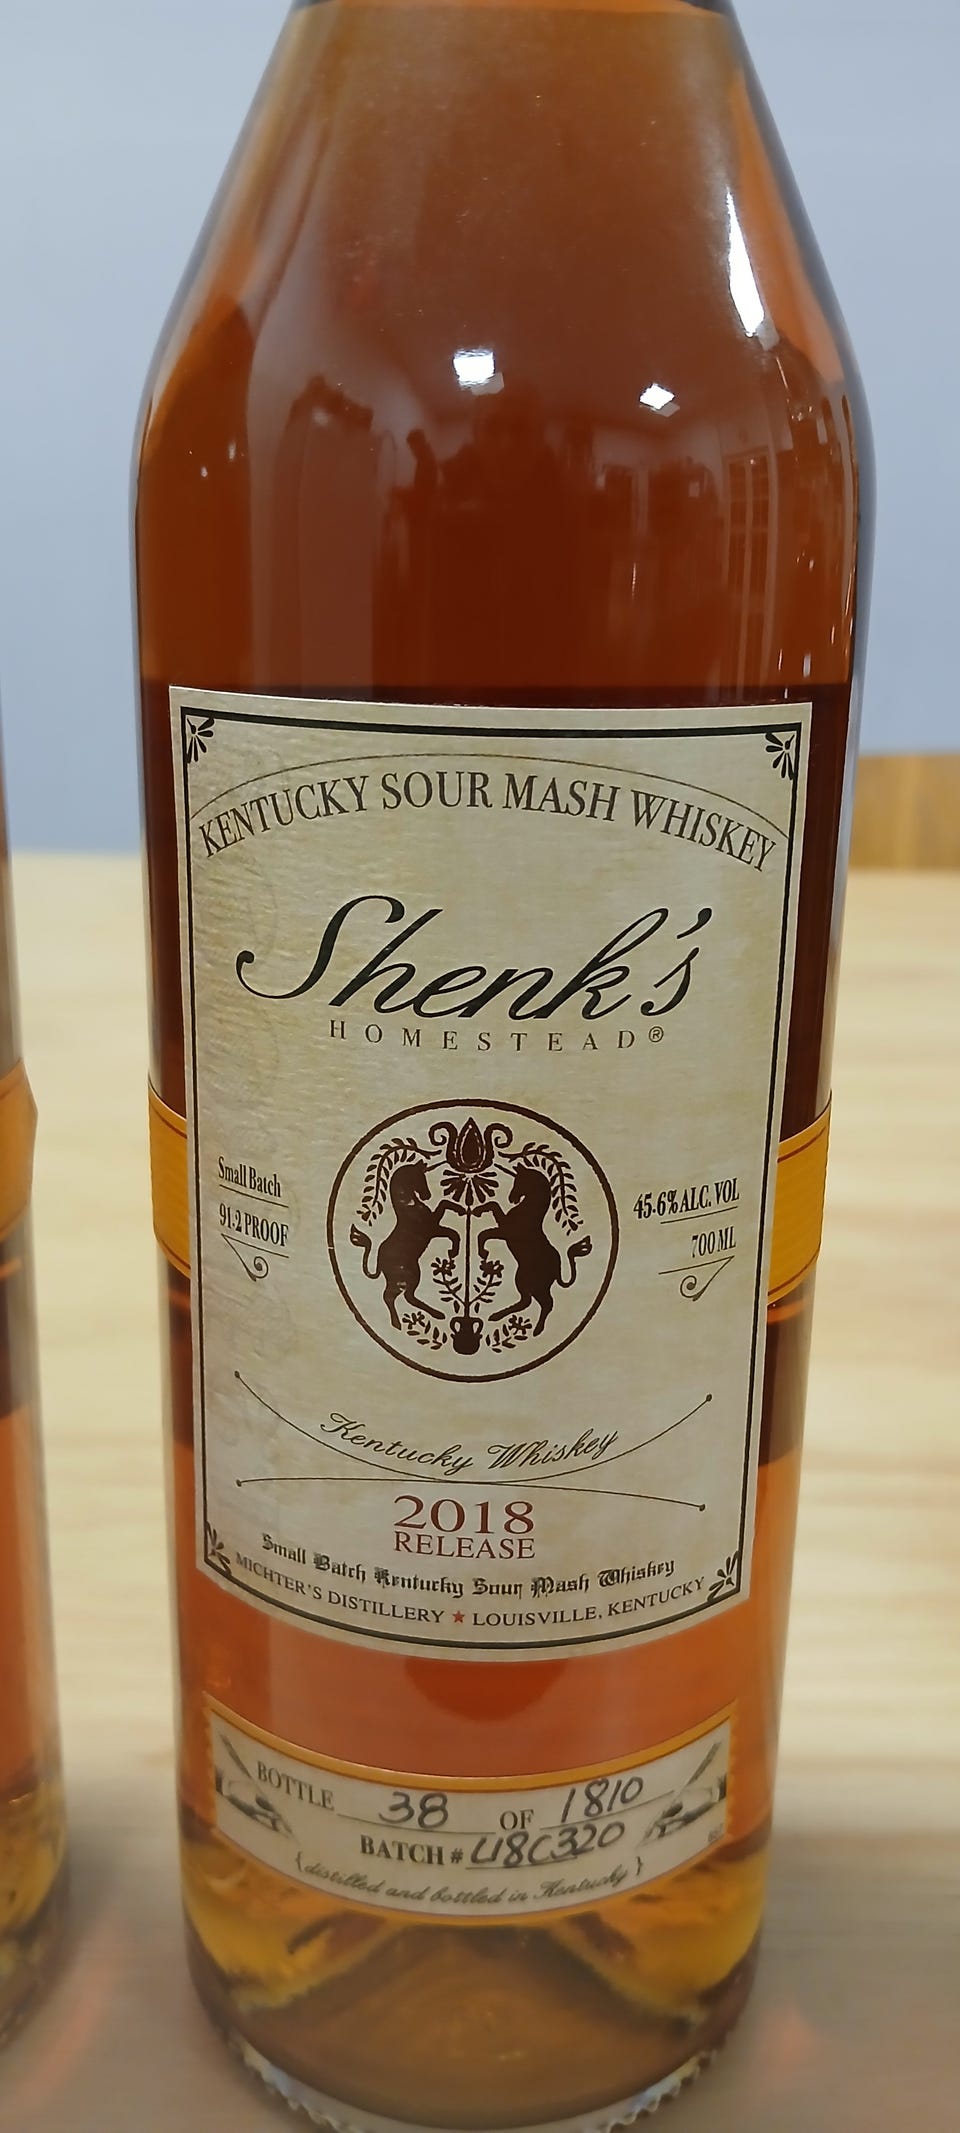 KENTUCKY SOUR MASH WHISKEY
Shenk's
HOMESTEAD®
Small Batch
91·2 PROOF
45·6% ALC. VOL
700 ML
Kentucky Whiskey
2018
RELEASE
Small Batch Kentucky Sour Mash Whiskey
MICHTER'S DISTILLERY ★ LOUISVILLE, KENTUCKY
BOTTLE 38 OF 1810
BATCH # L18C320
{distilled and bottled in Kentucky}